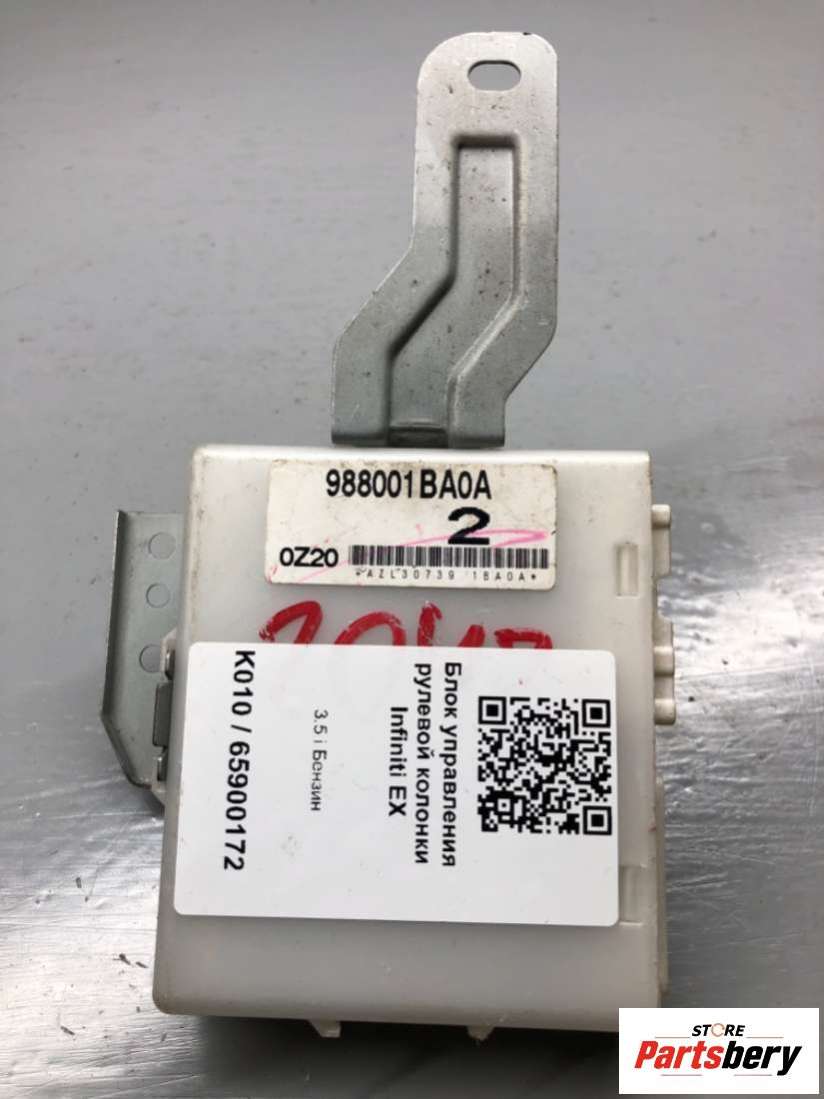 988001BA0A
2
0Z20
*AZL30739 1BA0A*
Блок управления
рулевой колонки
Infiniti EX
3.5 i Бензин
K010 / 65900172
STORE
Partsbery